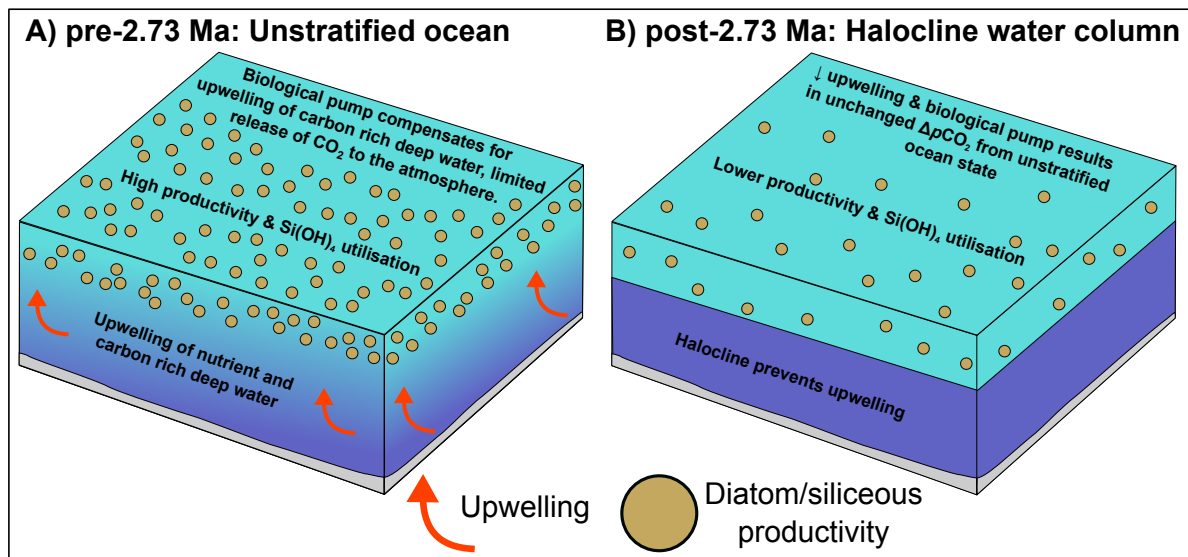 A) pre-2.73 Ma: Unstratified ocean
Biological pump compensates for
upwelling of carbon rich deep water, limited
release of CO₂ to the atmosphere.
High productivity & Si(OH)₄ utilisation
Upwelling of nutrient and
carbon rich deep water
B) post-2.73 Ma: Halocline water column
↓ upwelling & biological pump results
in unchanged ΔpCO₂ from unstratified
ocean state
Lower productivity & Si(OH)₄ utilisation
Halocline prevents upwelling
Upwelling
Diatom/siliceous
productivity